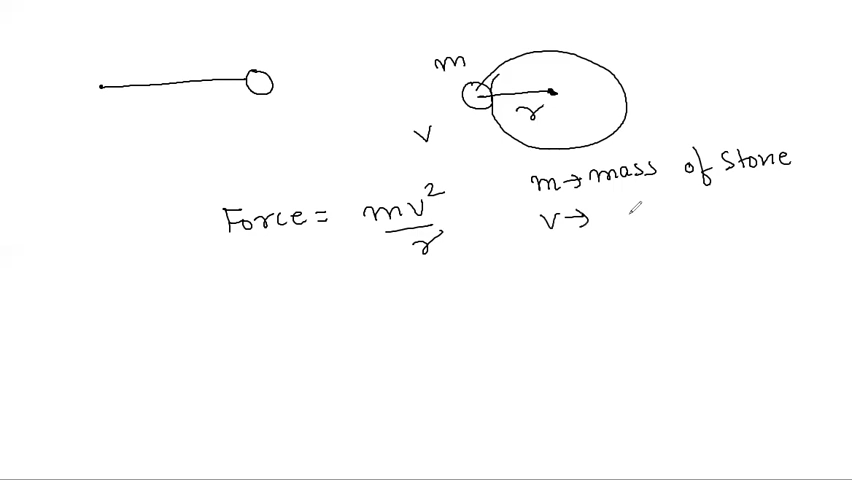 m
r
v
Force = mv²/r
m → mass of stone
v →